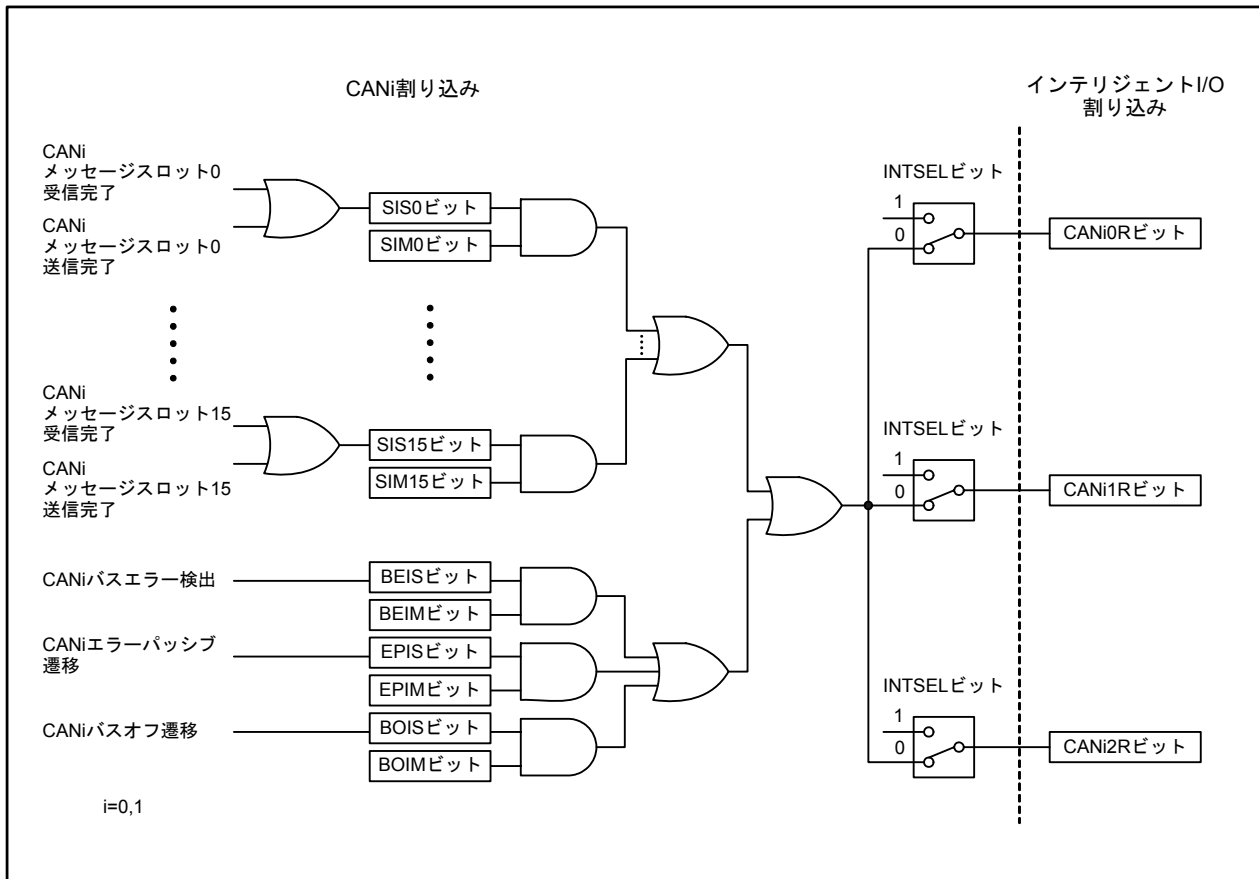 CANi割り込み
インテリジェントI/O
割り込み
CANi
メッセージスロット0
受信完了
CANi
メッセージスロット0
送信完了
SIS0ビット
SIM0ビット
INTSELビット
1
0
CANi0Rビット
CANi
メッセージスロット15
受信完了
CANi
メッセージスロット15
送信完了
SIS15ビット
SIM15ビット
INTSELビット
1
0
CANi1Rビット
CANiバスエラー検出
BEISビット
BEIMビット
CANiエラーパッシブ
遷移
EPISビット
EPIMビット
CANiバスオフ遷移
BOISビット
BOIMビット
INTSELビット
1
0
CANi2Rビット
i=0,1